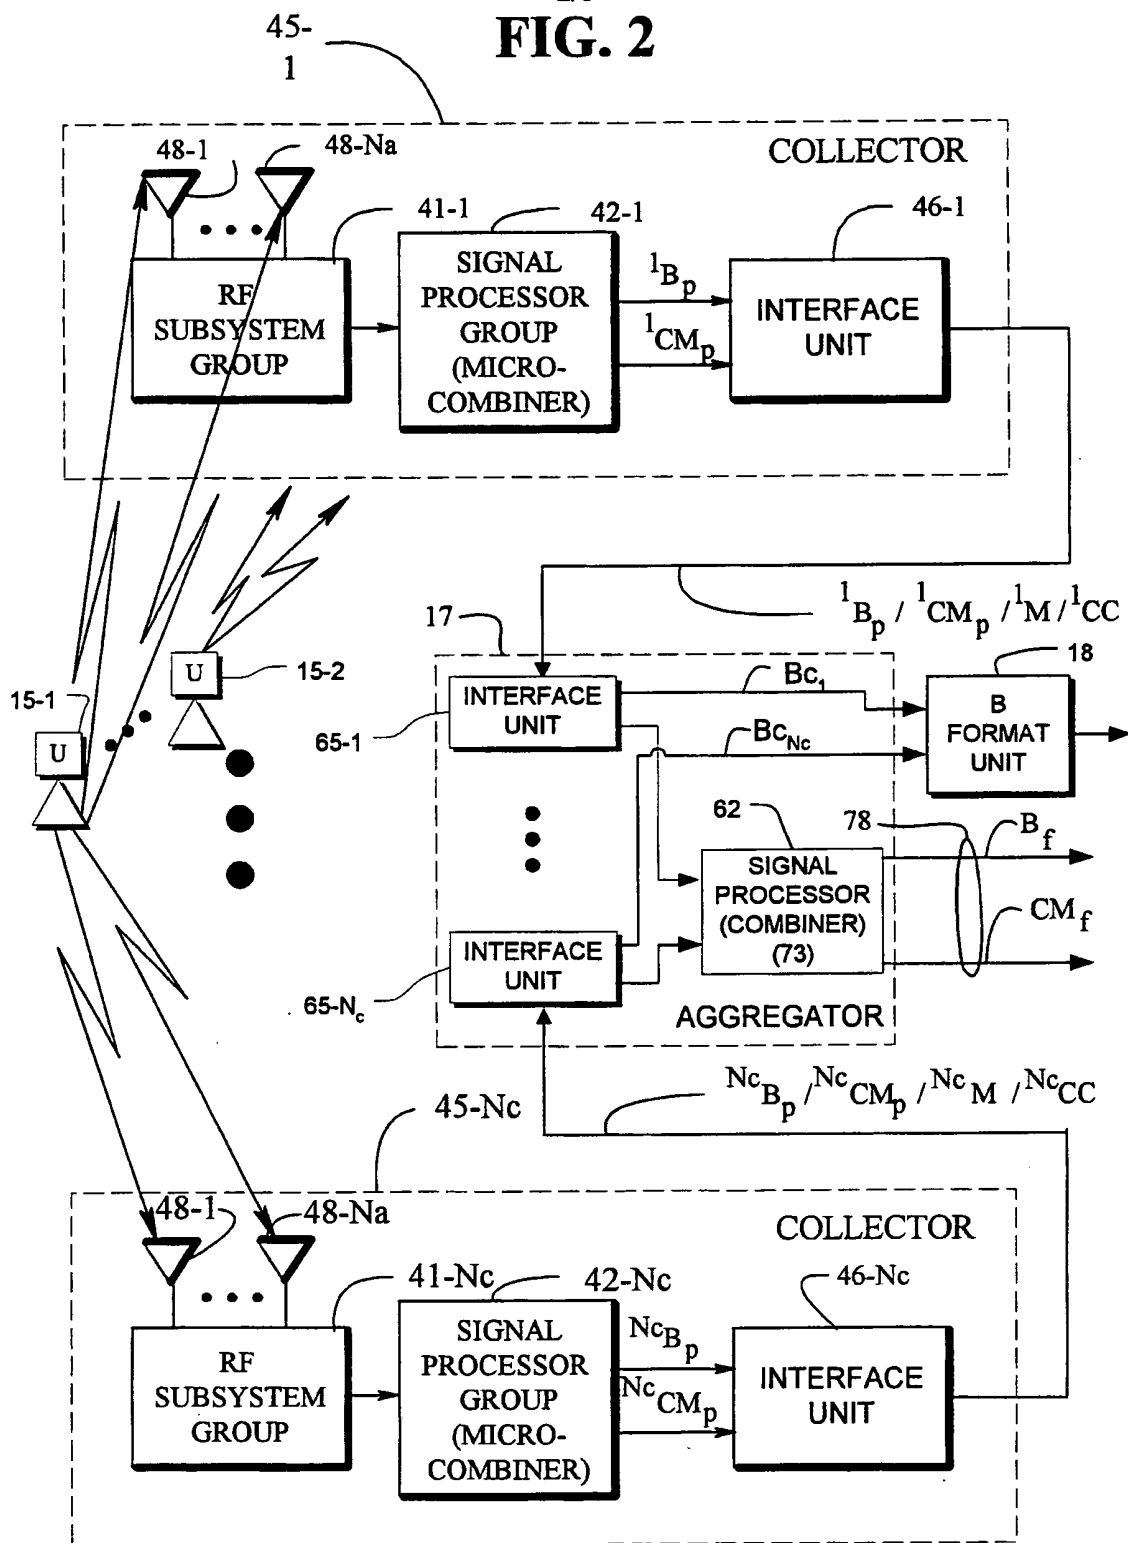 FIG. 2
45-
1
COLLECTOR
48-1
48-Na
41-1
42-1
46-1
RF
SUBSYSTEM
GROUP
SIGNAL
PROCESSOR
GROUP
(MICRO-
COMBINER)
1Bp
1CMp
INTERFACE
UNIT
1Bp / 1CMp / 1M / 1CC
17
18
U
15-2
15-1
U
INTERFACE
UNIT
65-1
Bc1
BcNc
B
FORMAT
UNIT
62
78
Bf
SIGNAL
PROCESSOR
(COMBINER)
(73)
CMf
INTERFACE
UNIT
65-Nc
AGGREGATOR
NcBp / NcCMp / NcM / NcCC
45-Nc
COLLECTOR
48-1
48-Na
41-Nc
42-Nc
46-Nc
RF
SUBSYSTEM
GROUP
SIGNAL
PROCESSOR
GROUP
(MICRO-
COMBINER)
NcBp
NcCMp
INTERFACE
UNIT